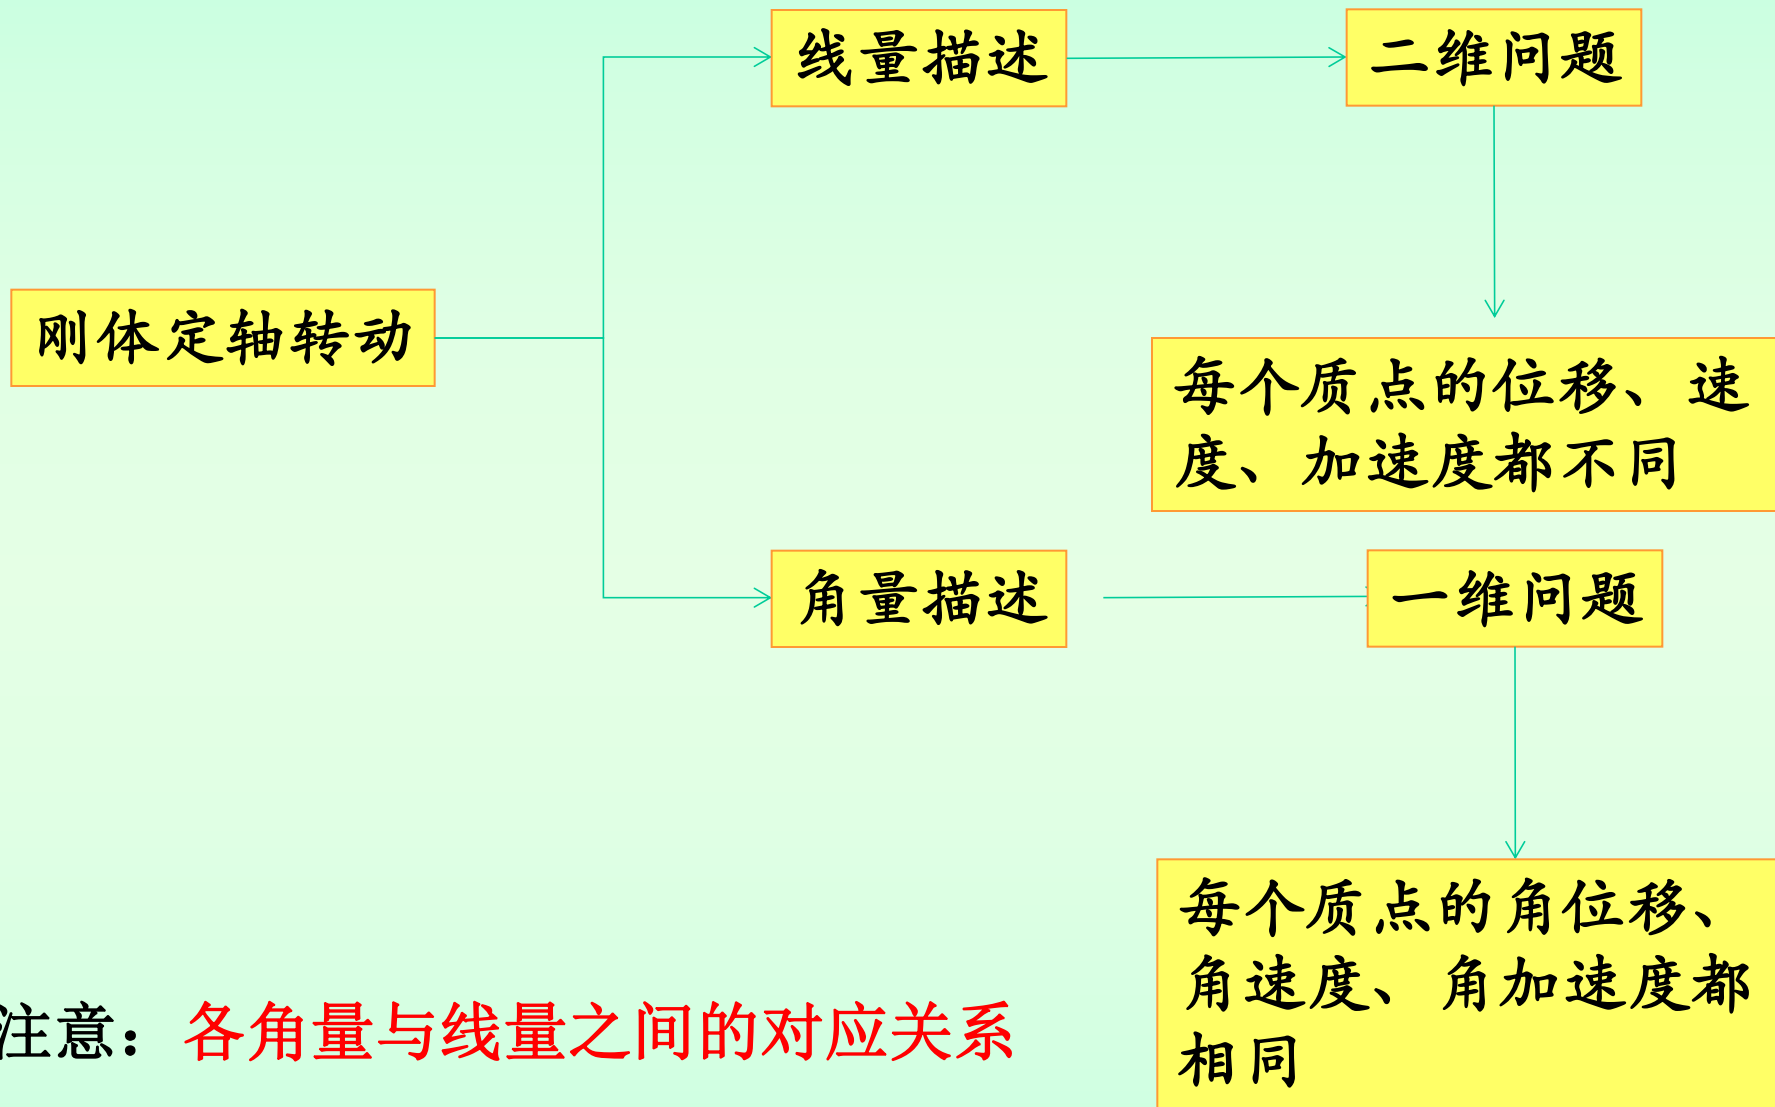 线量描述
二维问题
刚体定轴转动
每个质点的位移、速
度、加速度都不同
角量描述
一维问题
每个质点的角位移、
角速度、角加速度都
相同
注意：各角量与线量之间的对应关系